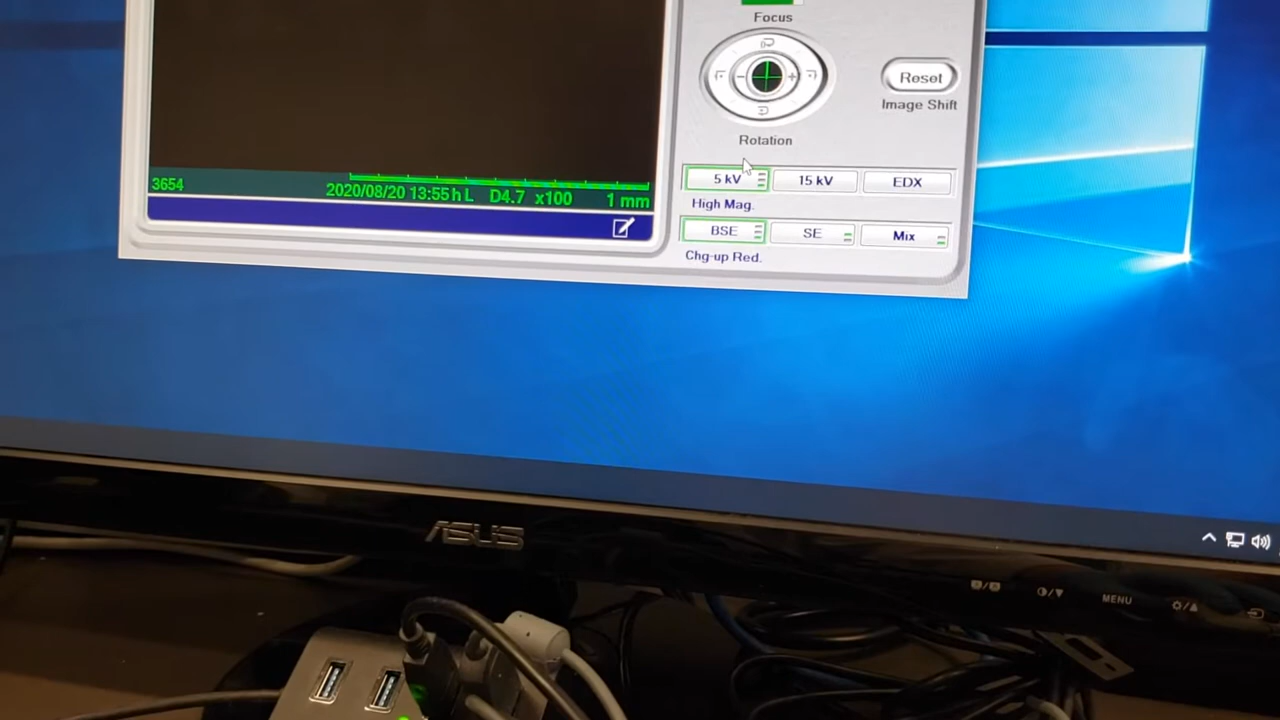 Focus
Reset
Image Shift
Rotation
5 kV 15 kV EDX
High Mag.
BSE SE Mix
Chg-up Red.
3654
2020/08/20 13:55 h L D4.7 x100 1 mm
ASUS
MENU